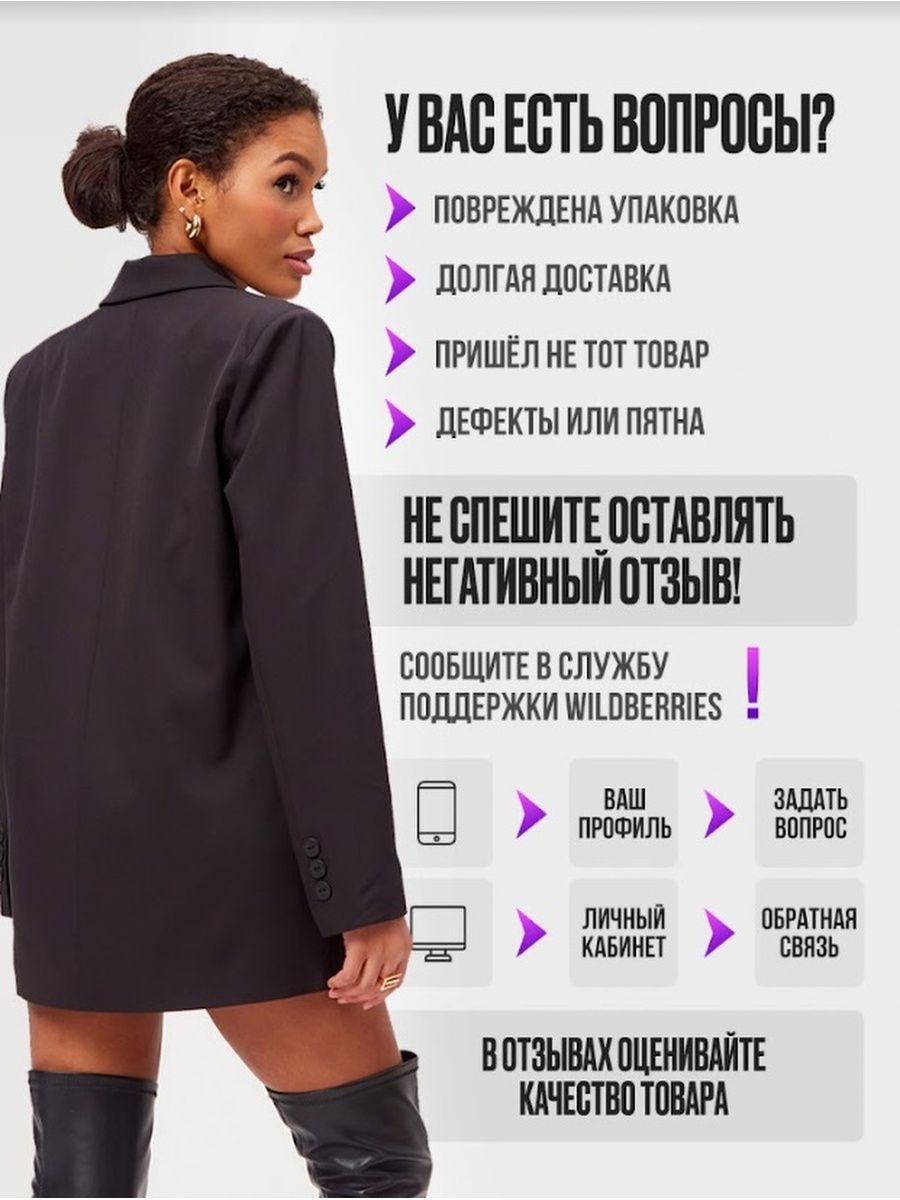 У ВАС ЕСТЬ ВОПРОСЫ?
ПОВРЕЖДЕНА УПАКОВКА
ДОЛГАЯ ДОСТАВКА
ПРИШЁЛ НЕ ТОТ ТОВАР
ДЕФЕКТЫ ИЛИ ПЯТНА
НЕ СПЕШИТЕ ОСТАВЛЯТЬ
НЕГАТИВНЫЙ ОТЗЫВ!
СООБЩИТЕ В СЛУЖБУ
ПОДДЕРЖКИ WILDBERRIES
!
ВАШ
ПРОФИЛЬ
ЗАДАТЬ
ВОПРОС
ЛИЧНЫЙ
КАБИНЕТ
ОБРАТНАЯ
СВЯЗЬ
В ОТЗЫВАХ ОЦЕНИВАЙТЕ
КАЧЕСТВО ТОВАРА